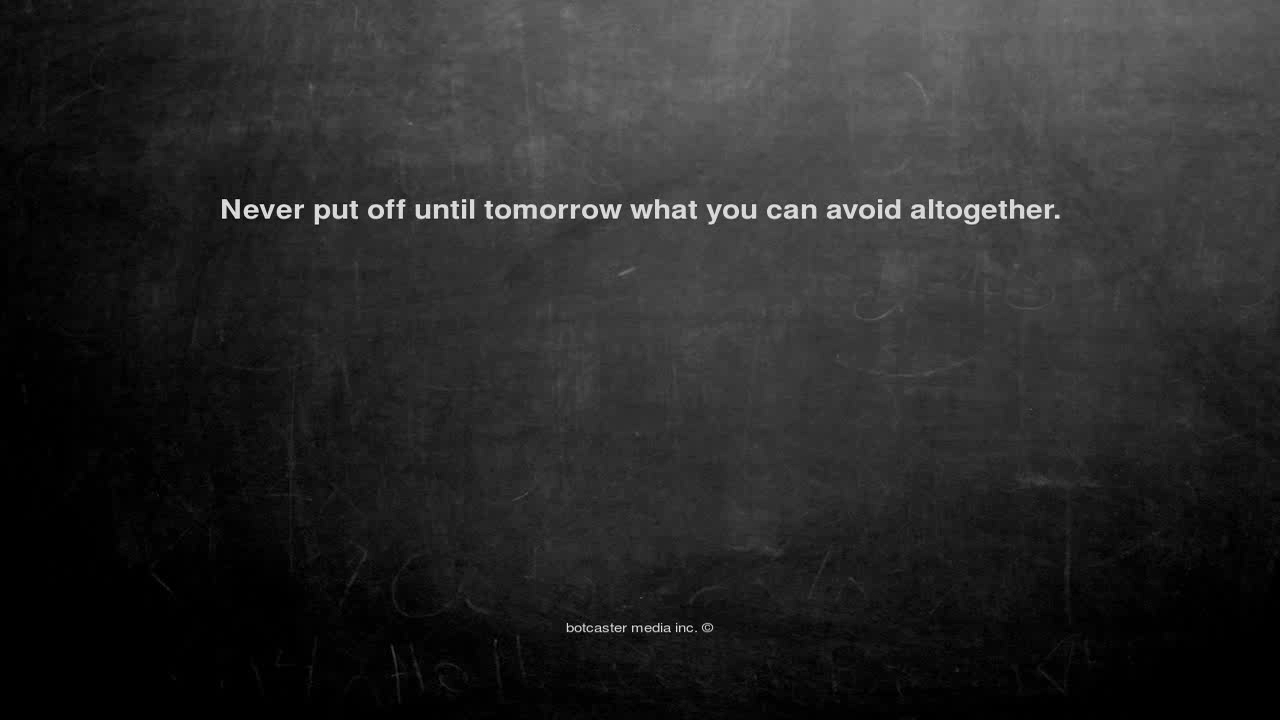 Never put off until tomorrow what you can avoid altogether.
botcaster media inc. ©